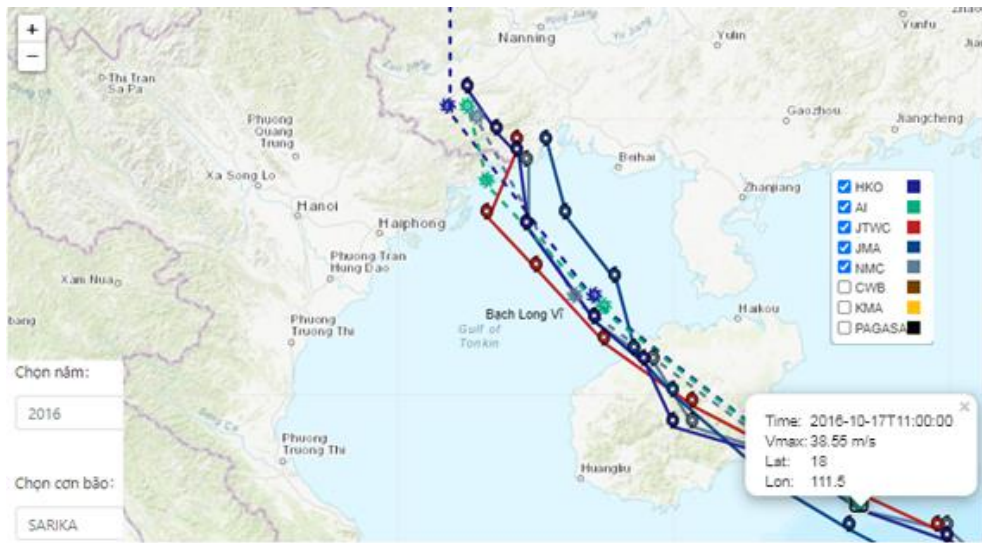 +
−
Nanning
Yulin
Yunfu
Thi Tran
Sa Pa
Phuong
Quang
Trung
Gaozhou
Jiangcheng
Xa Song Lo
Beihai
Zhanjiang
Hanoi
Haiphong
HKO
AI
JTWC
JMA
NMC
CWB
KMA
PAGASA
Phuong Tran
Hung Dao
Xam Nua
bang
Phuong
Truong Thi
Bạch Long Vĩ
Gulf of
Tonkin
Haikou
Chọn năm:
2016
Time: 2016-10-17T11:00:00
Vmax: 38.55 m/s
Lat: 18
Lon: 111.5
×
Phuong
Truong Thi
Huangliu
Chọn cơn bão:
SARIKA